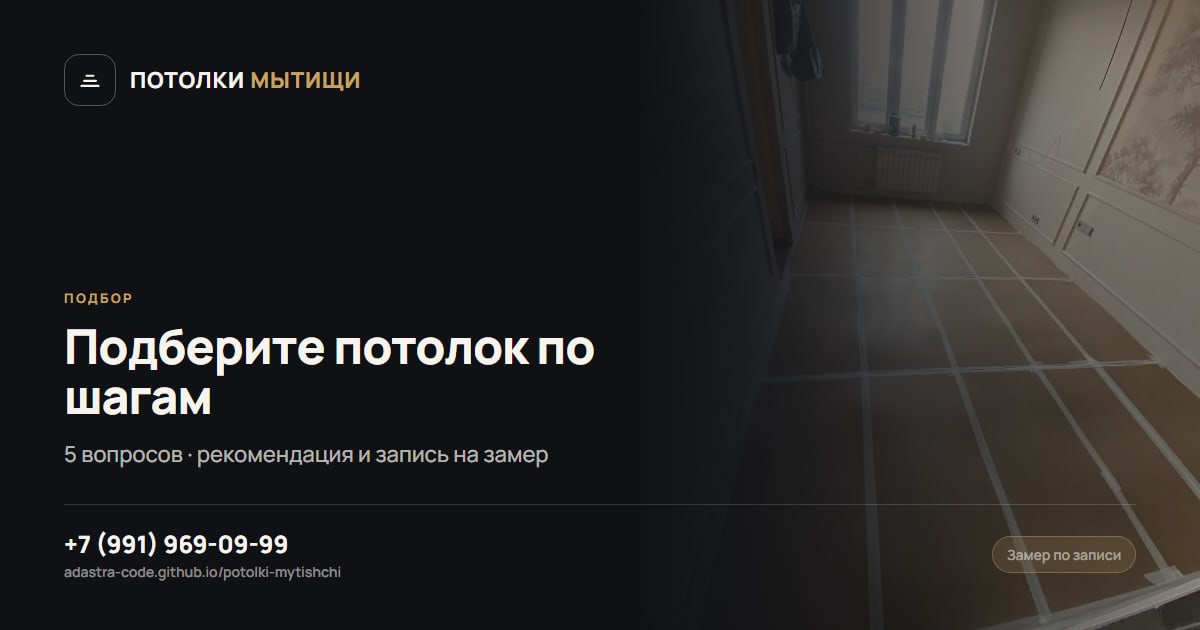 ПОТОЛКИ МЫТИЩИ
ПОДБОР
Подберите потолок по
шагам
5 вопросов · рекомендация и запись на замер
+7 (991) 969-09-99
adastra-code.github.io/potolki-mytishchi
Замер по записи